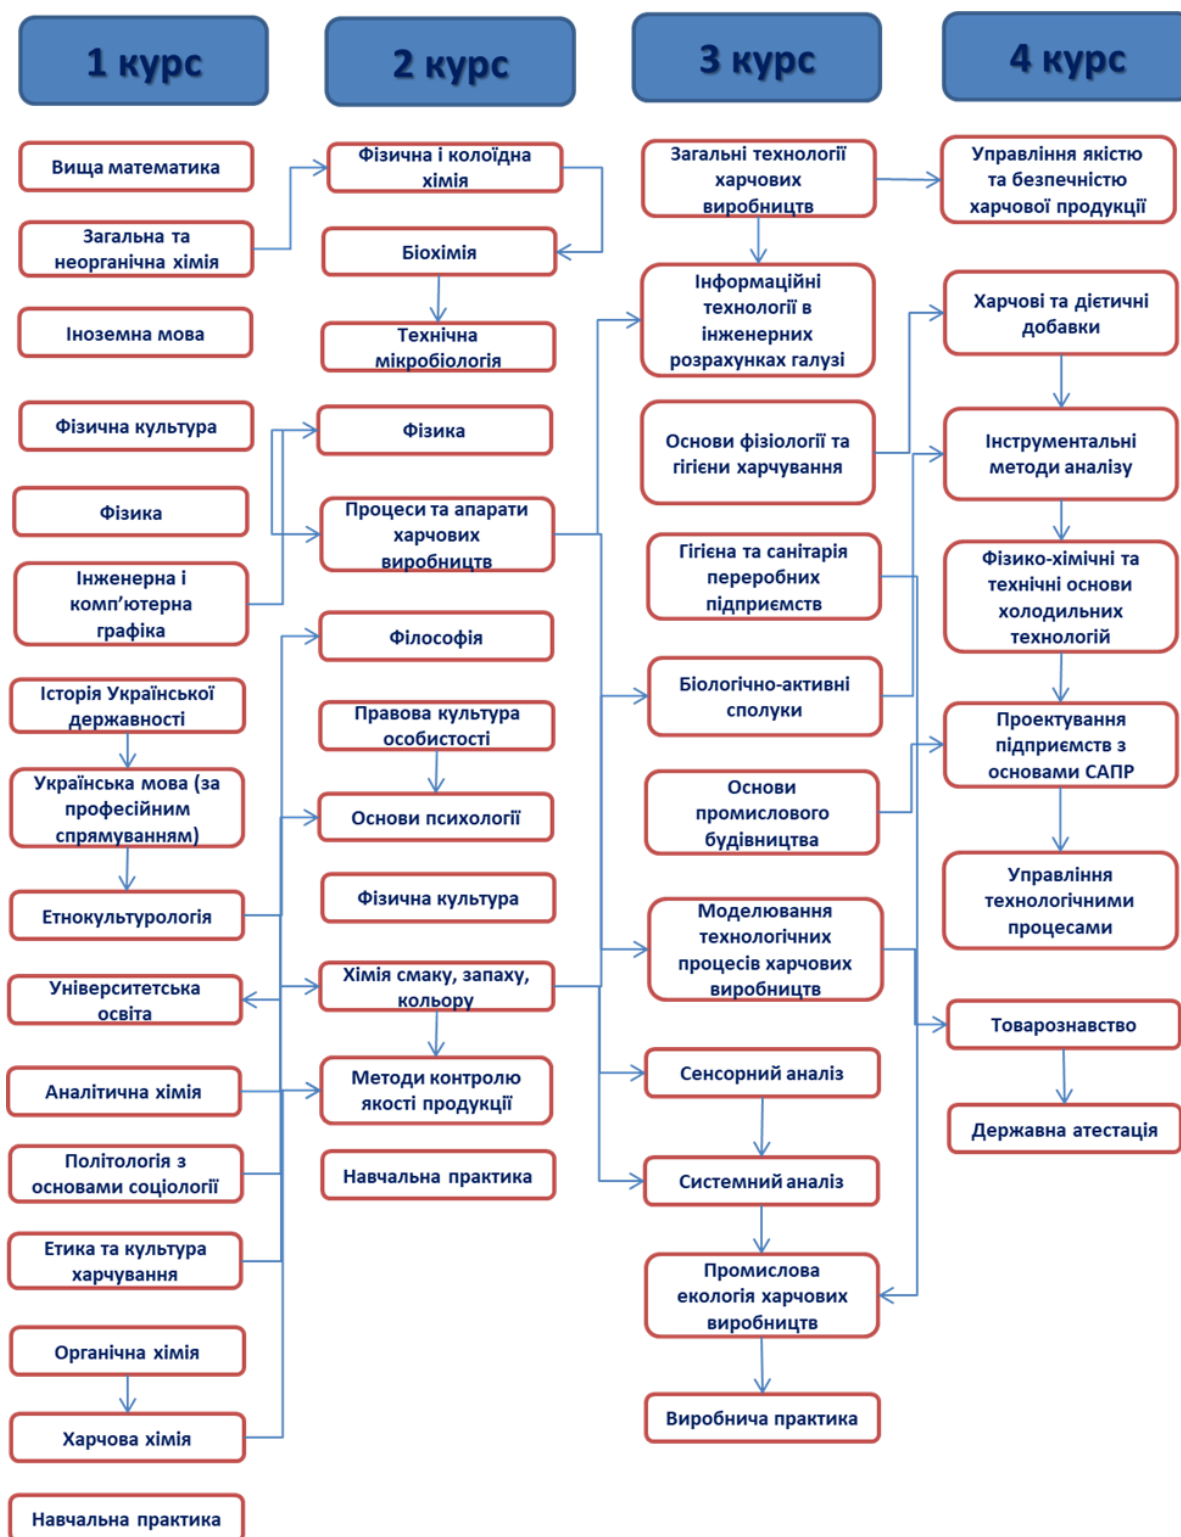 1 курс
Вища математика
Загальна та
неорганічна хімія
Іноземна мова
Фізична культура
Фізика
Інженерна і
комп’ютерна
графіка
Історія Української
державності
Українська мова (за
професійним
спрямуванням)
Етнокультурологія
Університетська
освіта
Аналітична хімія
Політологія з
основами соціології
Етика та культура
харчування
Органічна хімія
Харчова хімія
Навчальна практика
2 курс
Фізична і колоїдна
хімія
Біохімія
Технічна
мікробіологія
Фізика
Процеси та апарати
харчових
виробництв
Філософія
Правова культура
особистості
Основи психології
Фізична культура
Хімія смаку, запаху,
кольору
Методи контролю
якості продукції
Навчальна практика
3 курс
Загальні технології
харчових
виробництв
Інформаційні
технології в
інженерних
розрахунках галузі
Основи фізіології та
гігієни харчування
Гігієна та санітарія
переробних
підприємств
Біологічно-активні
сполуки
Основи
промислового
будівництва
Моделювання
технологічних
процесів харчових
виробництв
Сенсорний аналіз
Системний аналіз
Промислова
екологія харчових
виробництв
Виробнича практика
4 курс
Управління якістю
та безпечністю
харчової продукції
Харчові та дієтичні
добавки
Інструментальні
методи аналізу
Фізико-хімічні та
технічні основи
холодильних
технологій
Проектування
підприємств з
основами САПР
Управління
технологічними
процесами
Товарознавство
Державна атестація